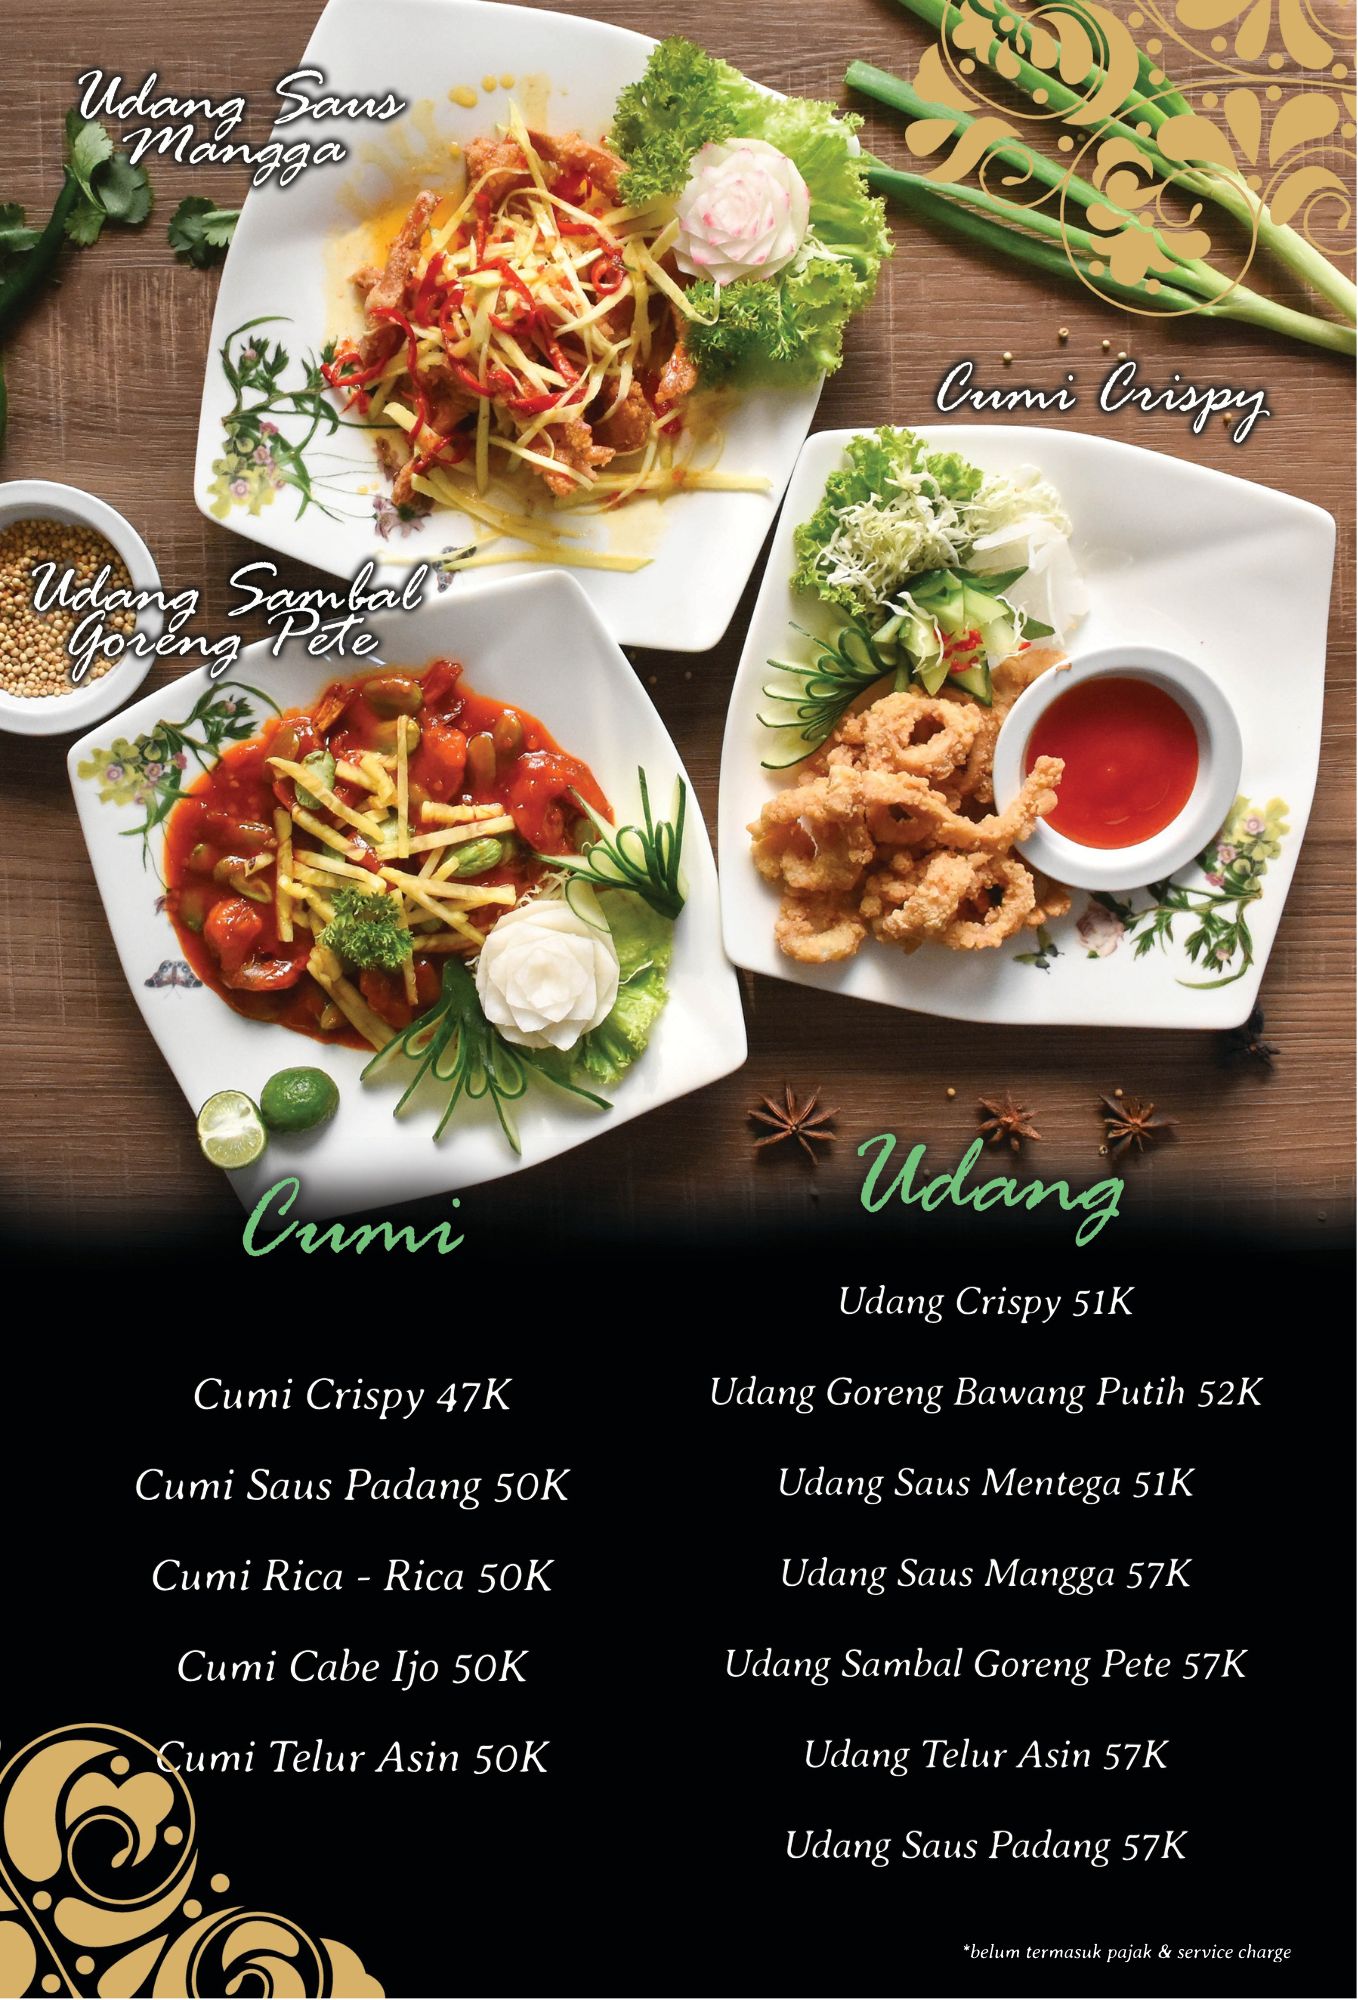 Udang Saus
Mangga
Cumi Crispy
Udang Sambal
Goreng Pete
Cumi
Cumi Crispy 47K
Cumi Saus Padang 50K
Cumi Rica - Rica 50K
Cumi Cabe Ijo 50K
Cumi Telur Asin 50K
Udang
Udang Crispy 51K
Udang Goreng Bawang Putih 52K
Udang Saus Mentega 51K
Udang Saus Mangga 57K
Udang Sambal Goreng Pete 57K
Udang Telur Asin 57K
Udang Saus Padang 57K
*belum termasuk pajak & service charge